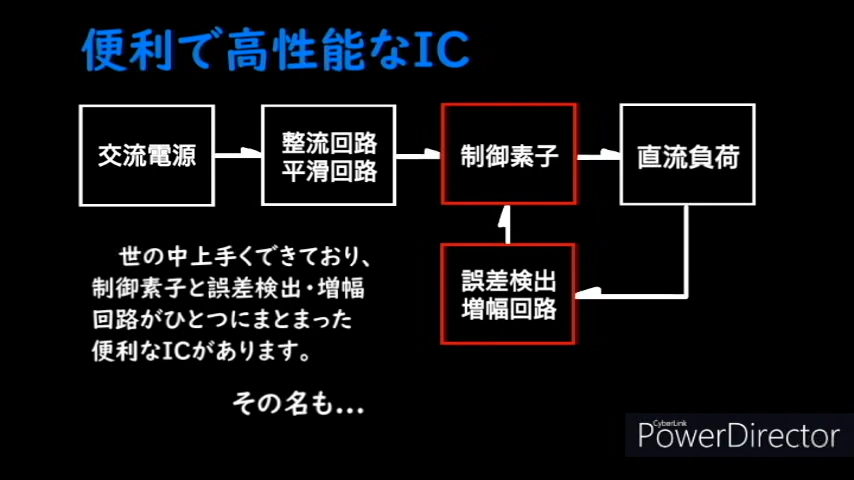 便利で高性能なIC
交流電源
整流回路
平滑回路
制御素子
直流負荷
誤差検出
増幅回路
世の中上手くできており、
制御素子と誤差検出・増幅
回路がひとつにまとまった
便利なICがあります。
その名も…
CyberLink
PowerDirector